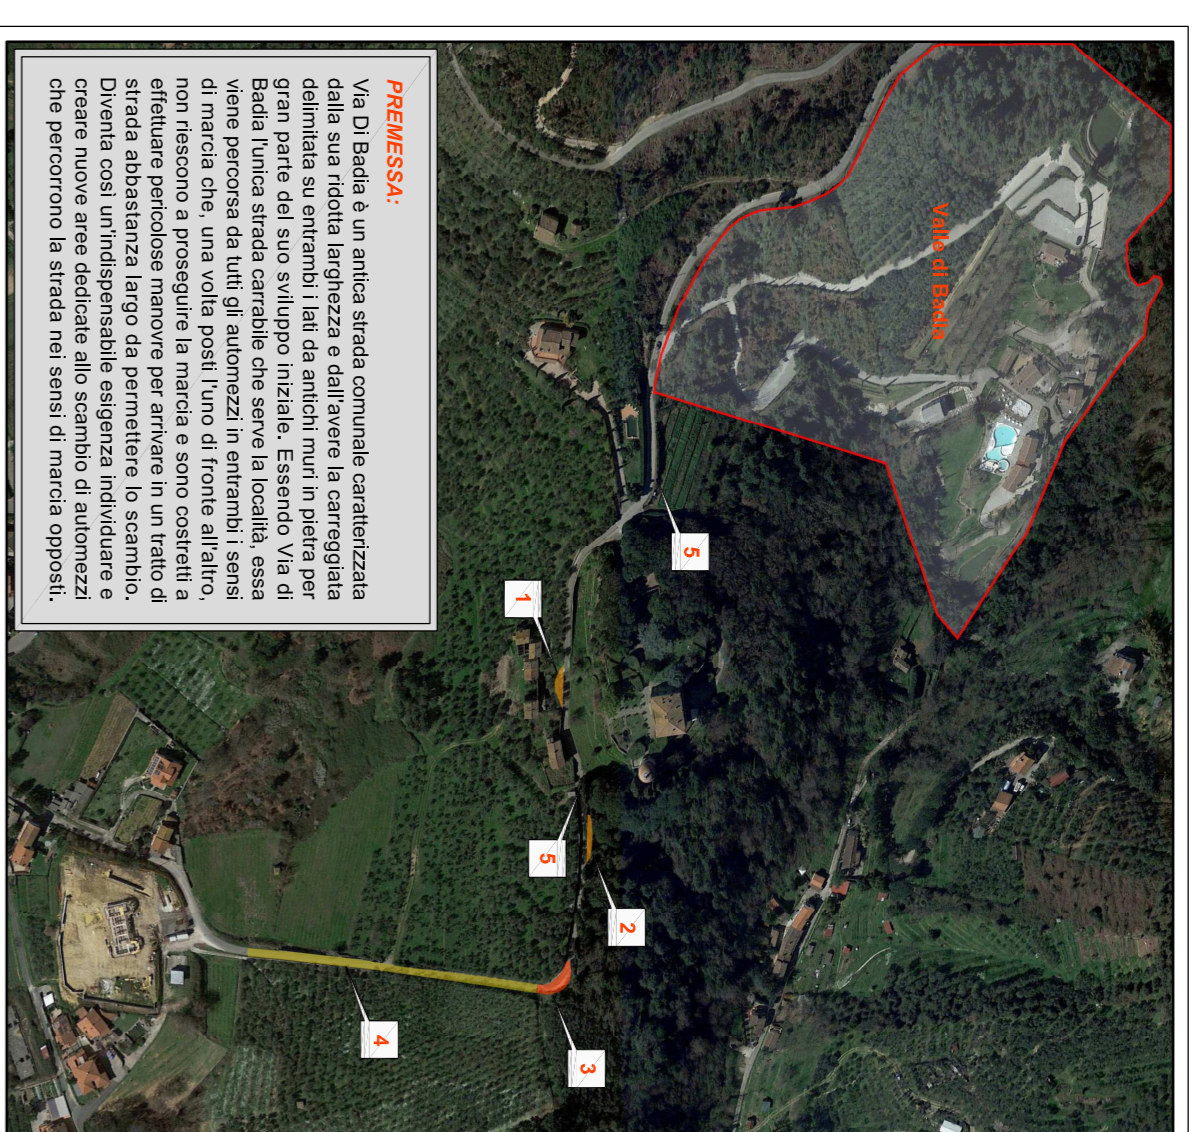 PREMESSA:
Via Di Badia è un antica strada comunale caratterizzata
dalla sua ridotta larghezza e dall'avere la carreggiata
delimitata su entrambi i lati da antichi muri in pietra per
gran parte del suo sviluppo iniziale. Essendo Via di
Badia l'unica strada carrabile che serve la località, essa
viene percorsa da tutti gli automezzi in entrambi i sensi
di marcia che, una volta posti l'uno di fronte all'altro,
non riescono a proseguire la marcia e sono costretti a
effettuare pericolose manovre per arrivare in un tratto di
strada abbastanza largo da permettere lo scambio.
Diventa così un'indispensabile esigenza individuare e
creare nuove aree dedicate allo scambio di automezzi
che percorrono la strada nei sensi di marcia opposti.
Valle di Badia
5
1
5
2
3
4